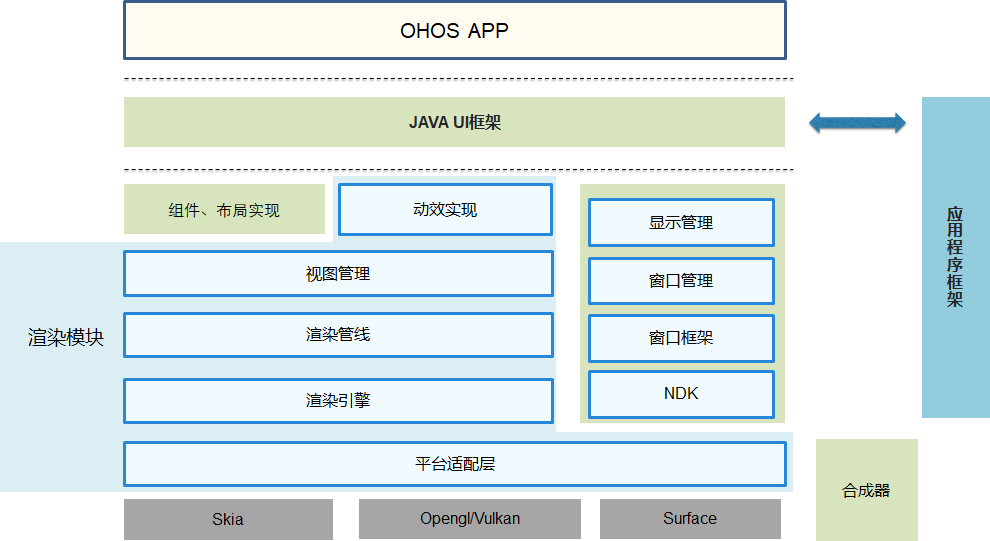 OHOS APP
JAVA UI框架
组件、布局实现
动效实现
显示管理
视图管理
窗口管理
渲染模块
渲染管线
窗口框架
渲染引擎
NDK
平台适配层
应用程序框架
合成器
Skia
Opengl/Vulkan
Surface